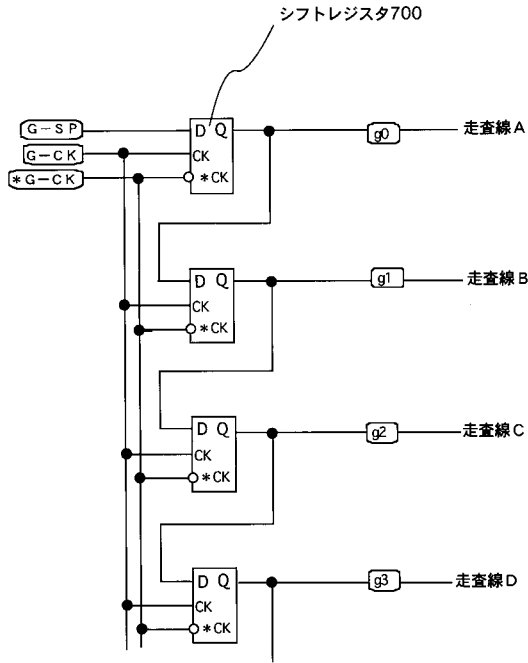 シフトレジスタ700
G-SP
D Q
g0
走査線A
G-CK
CK
*G-CK
*CK
D Q
g1
走査線B
CK
*CK
D Q
g2
走査線C
CK
*CK
D Q
g3
走査線D
CK
*CK